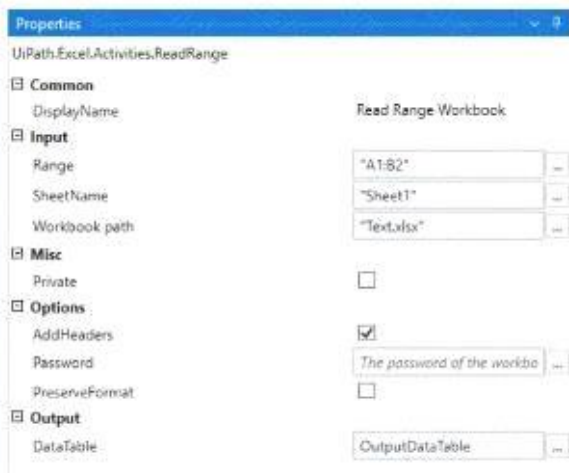 Properties
UiPath.Excel.Activities.ReadRange
Common
DisplayName Read Range Workbook
Input
Range "A1:B2" ...
SheetName "Sheet1" ...
Workbook path "Text.xlsx" ...
Misc
Private
Options
AddHeaders
Password The password of the workbo ...
PreserveFormat
Output
DataTable OutputDataTable ...